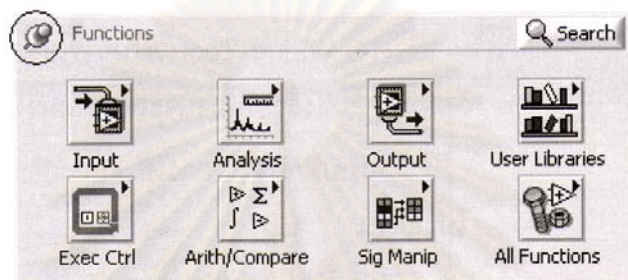 Functions Search
Input Analysis Output User Libraries
Exec Ctrl Arith/Compare Sig Manip All Functions